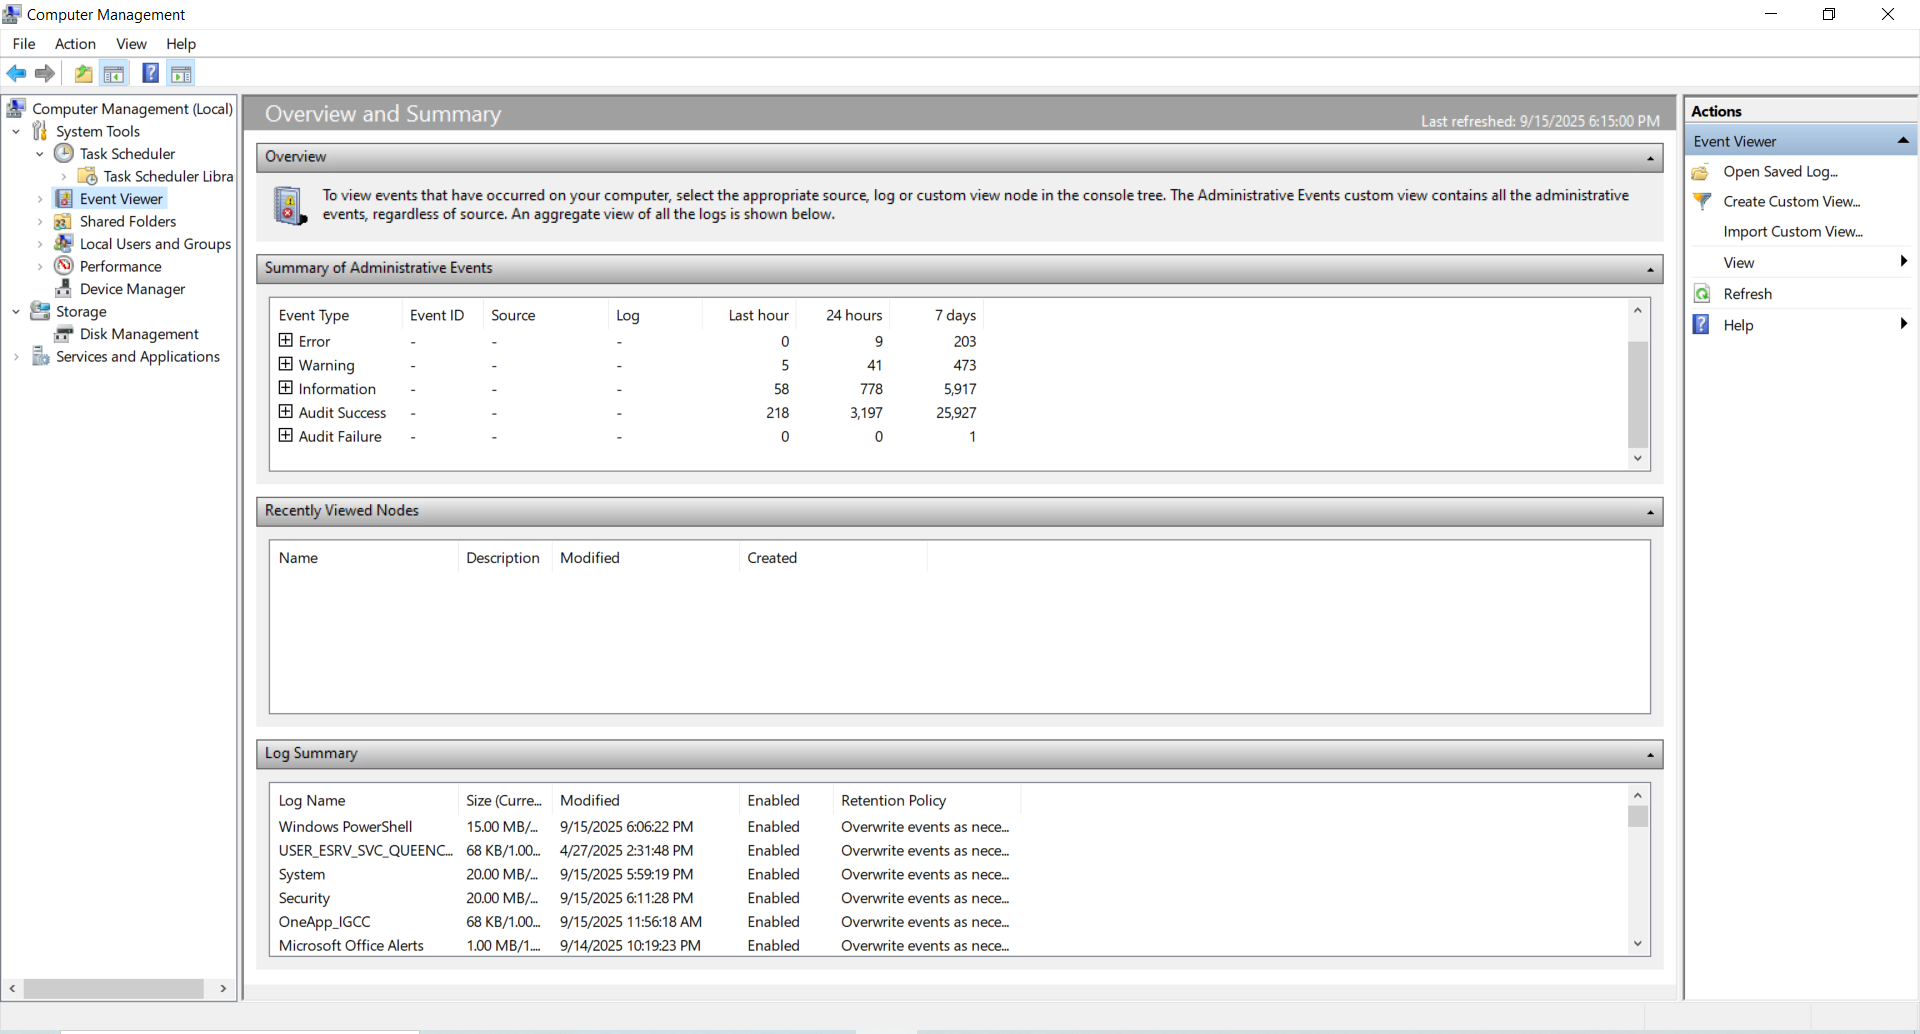 Computer Management
File Action View Help
Computer Management (Local)
System Tools
Task Scheduler
Task Scheduler Libra
Event Viewer
Shared Folders
Local Users and Groups
Performance
Device Manager
Storage
Disk Management
Services and Applications
Overview and Summary
Last refreshed: 9/15/2025 6:15:00 PM
Overview
To view events that have occurred on your computer, select the appropriate source, log or custom view node in the console tree. The Administrative Events custom view contains all the administrative
events, regardless of source. An aggregate view of all the logs is shown below.
Summary of Administrative Events
Event Type Event ID Source Log Last hour 24 hours 7 days
Error - - - 0 9 203
Warning - - - 5 41 473
Information - - - 58 778 5,917
Audit Success - - - 218 3,197 25,927
Audit Failure - - - 0 0 1
Recently Viewed Nodes
Name Description Modified Created
Log Summary
Log Name Size (Curre... Modified Enabled Retention Policy
Windows PowerShell 15.00 MB/... 9/15/2025 6:06:22 PM Enabled Overwrite events as nece...
USER_ESRV_SVC_QUEENC... 68 KB/1.00... 4/27/2025 2:31:48 PM Enabled Overwrite events as nece...
System 20.00 MB/... 9/15/2025 5:59:19 PM Enabled Overwrite events as nece...
Security 20.00 MB/... 9/15/2025 6:11:28 PM Enabled Overwrite events as nece...
OneApp_IGCC 68 KB/1.00... 9/15/2025 11:56:18 AM Enabled Overwrite events as nece...
Microsoft Office Alerts 1.00 MB/1.... 9/14/2025 10:19:23 PM Enabled Overwrite events as nece...
Actions
Event Viewer
Open Saved Log...
Create Custom View...
Import Custom View...
View
Refresh
Help